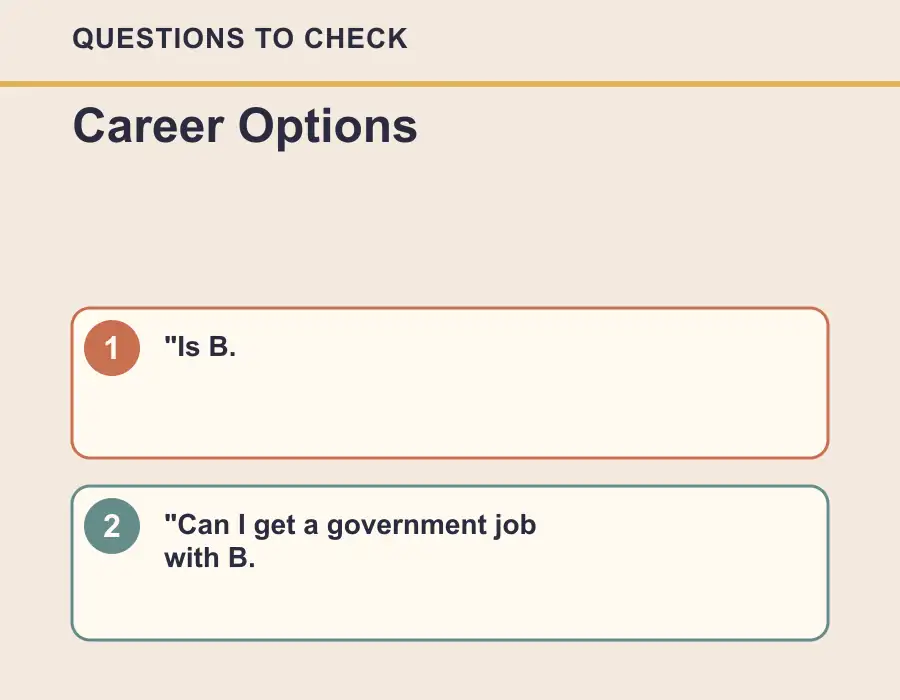 QUESTIONS TO CHECK
Career Options
1
"Is B.
2
"Can I get a government job
with B.